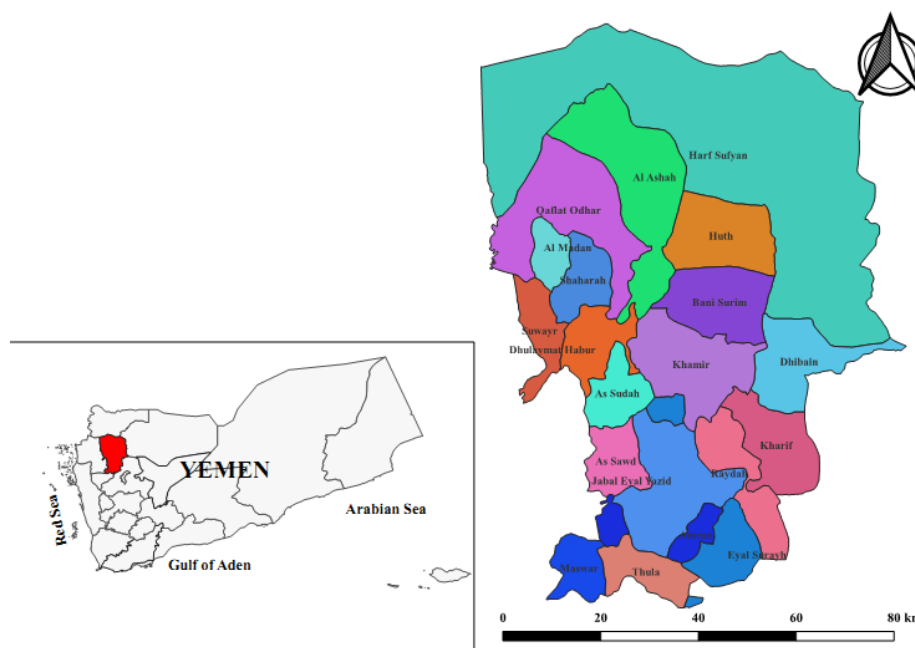 Harf Sufyan
Al Ashah
Qaflat Odhar
Huth
Al Madan
Shaharah
Bani Surim
Suwayr
Dhulaymat Habur
Khamir
Dhibain
As Sudah
Kharif
As Sawd
Raydah
Jabal Eyal Yazid
Eyal Surayh
Maswar
Thula
YEMEN
Red Sea
Arabian Sea
Gulf of Aden
0 20 40 60 80 km